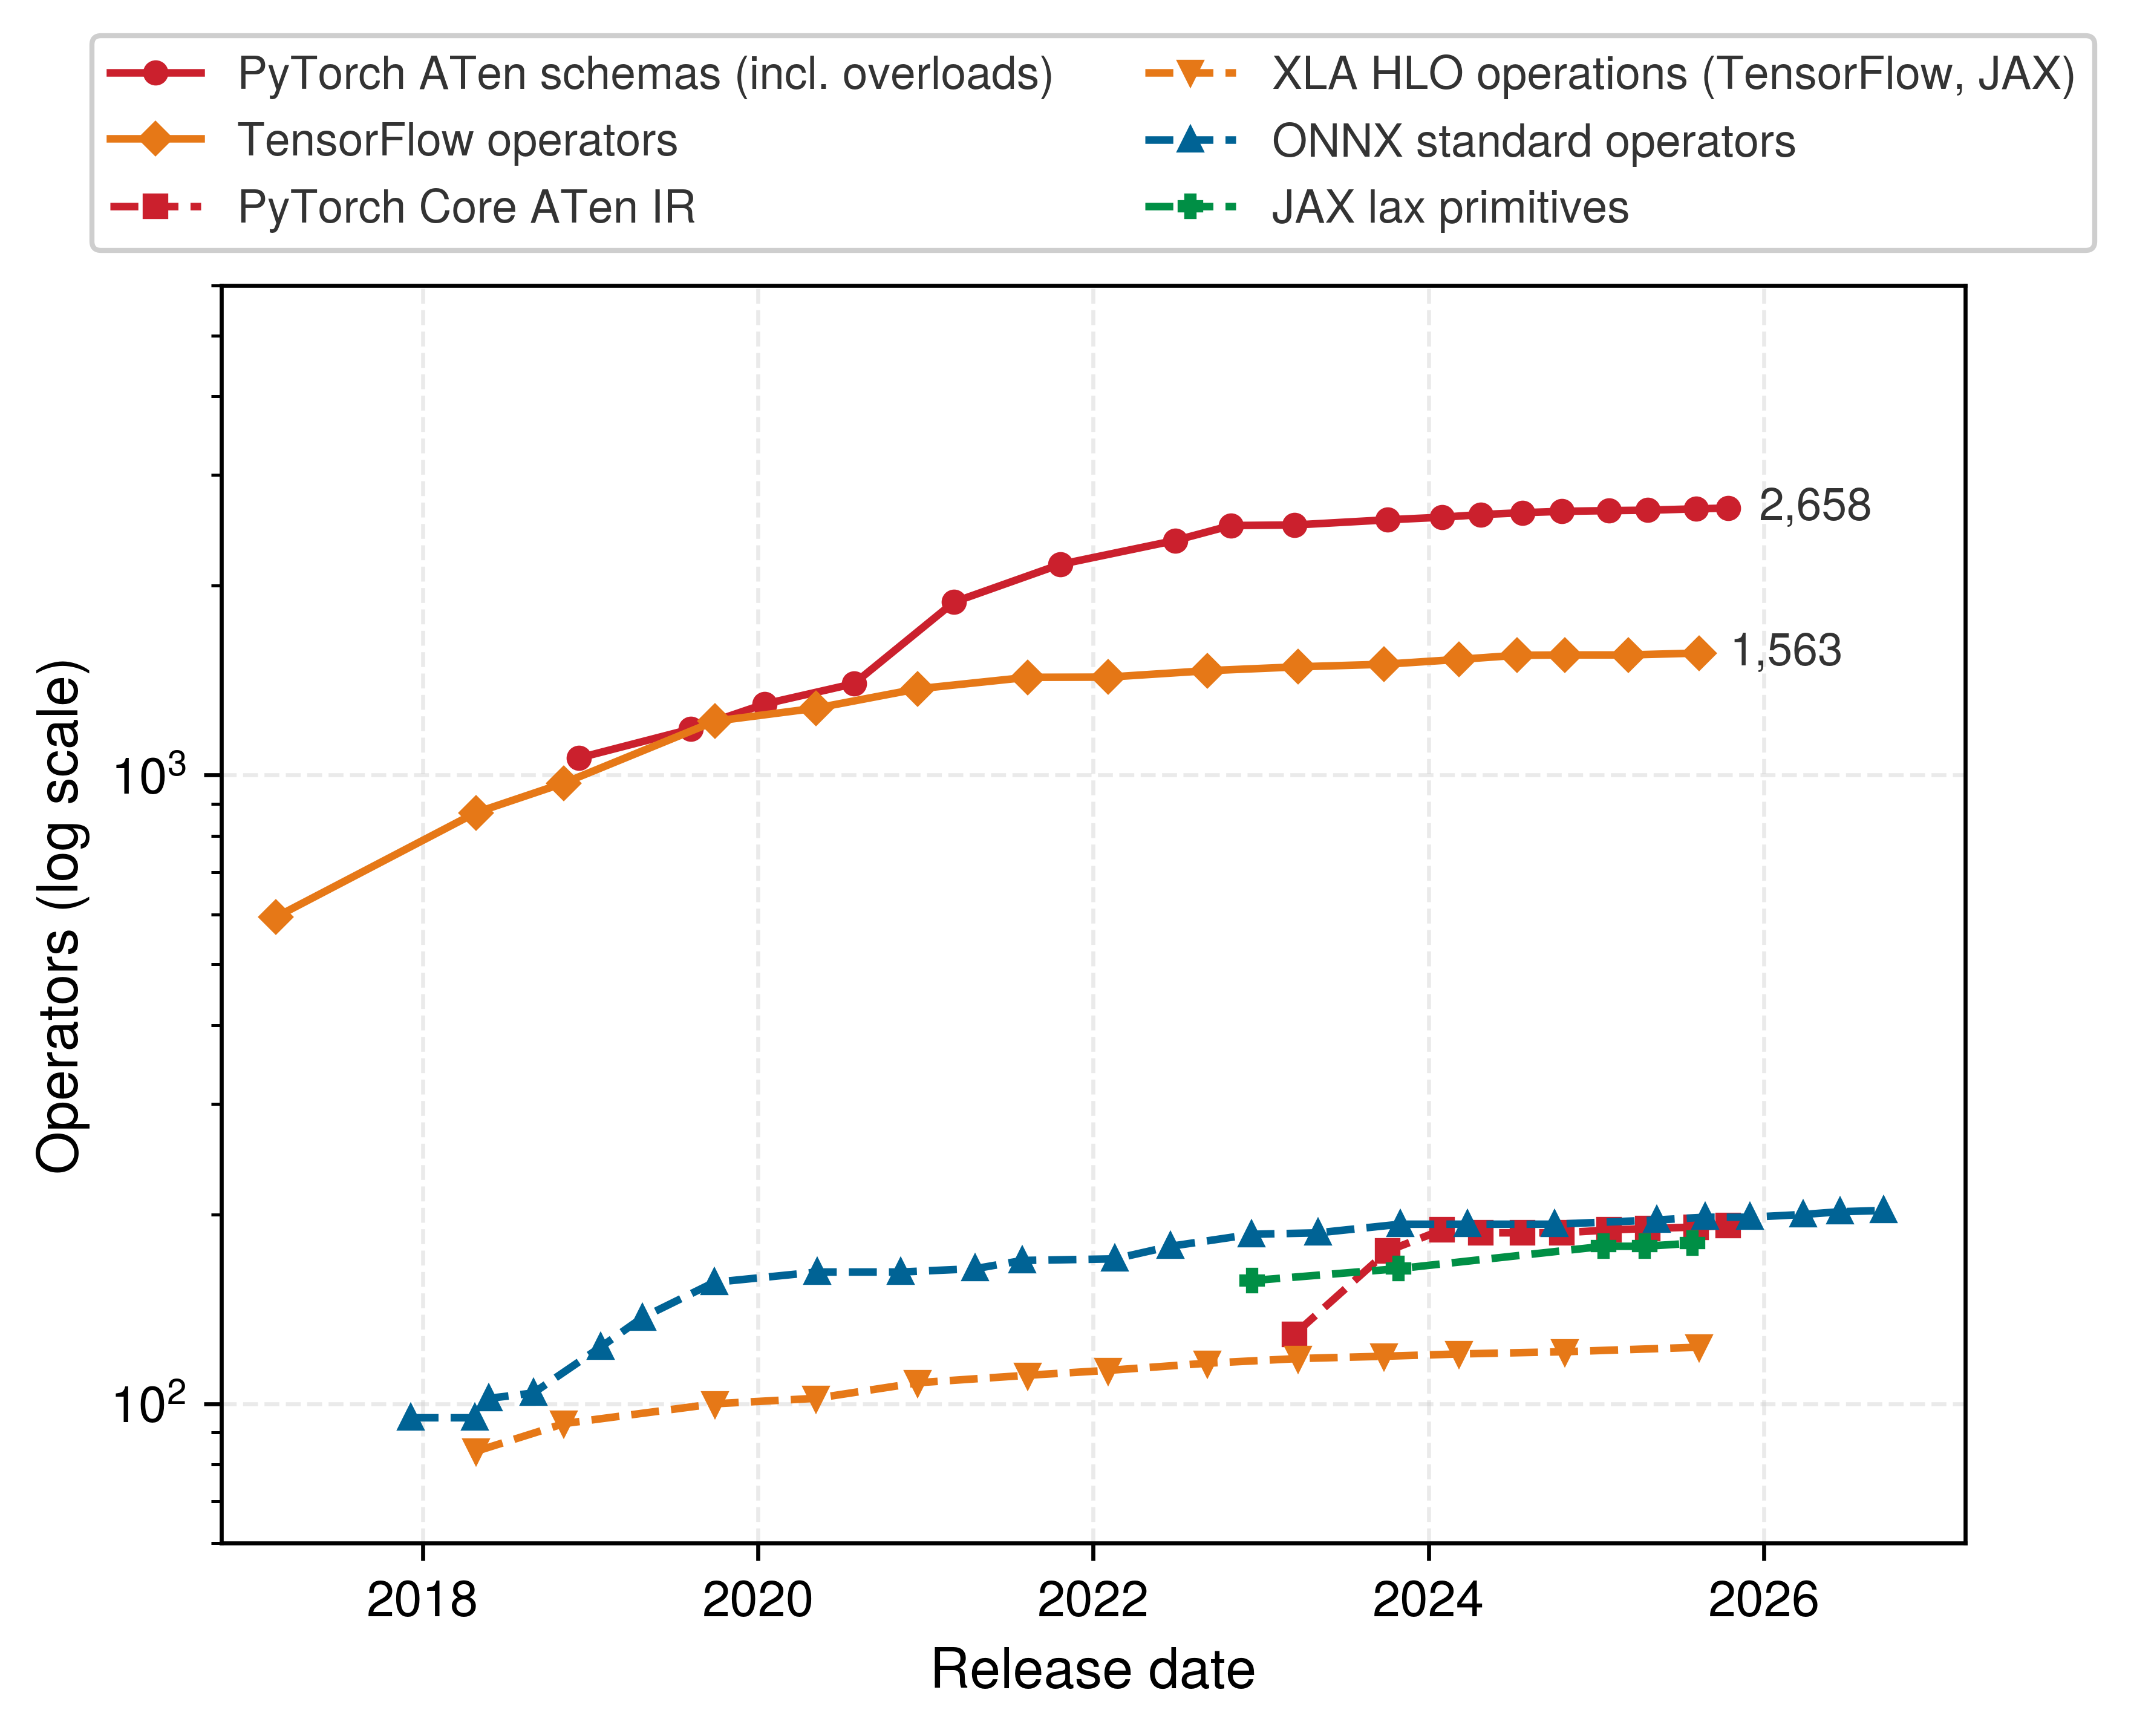 PyTorch ATen schemas (incl. overloads)
TensorFlow operators
PyTorch Core ATen IR
XLA HLO operations (TensorFlow, JAX)
ONNX standard operators
JAX lax primitives
Operators (log scale)
10³
10²
2,658
1,563
2018 2020 2022 2024 2026
Release date